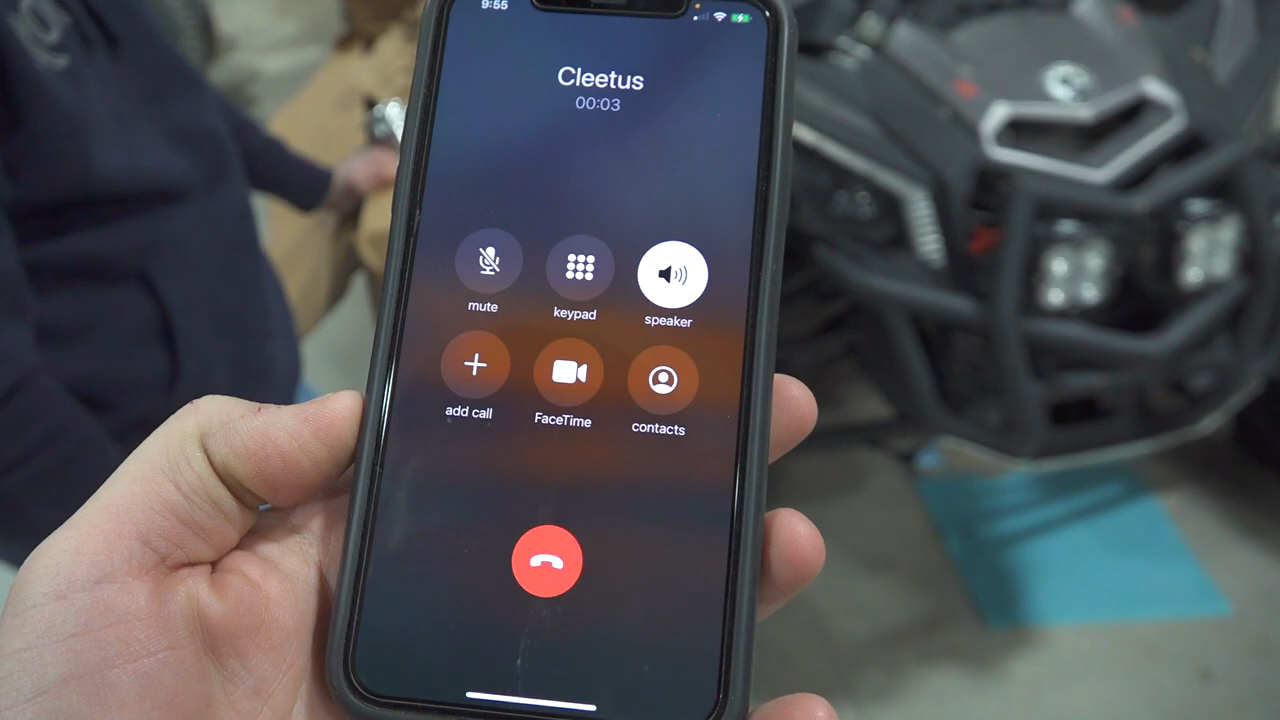 9:55
Cleetus
00:03
mute
keypad
speaker
add call
FaceTime
contacts